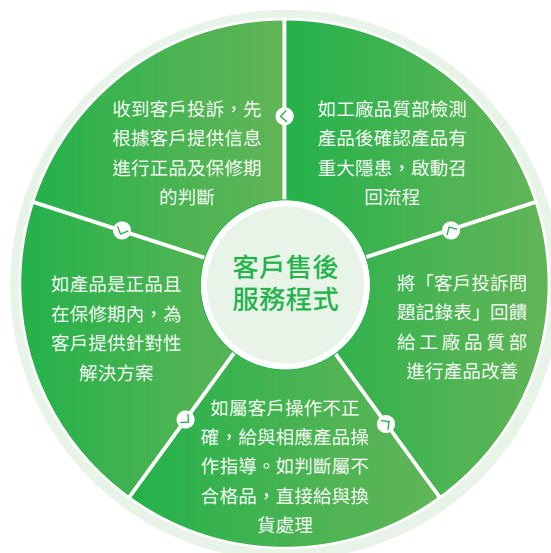 客戶售後
服務程式
收到客戶投訴，先
根據客戶提供信息
進行正品及保修期
的判斷
如產品是正品且
在保修期內，為
客戶提供針對性
解決方案
如屬客戶操作不正
確，給與相應產品操
作指導。如判斷屬不
合格品，直接給與換
貨處理
將「客戶投訴問
題記錄表」回饋
給工廠品質部
進行產品改善
如工廠品質部檢測
產品後確認產品有
重大隱患，啟動召
回流程